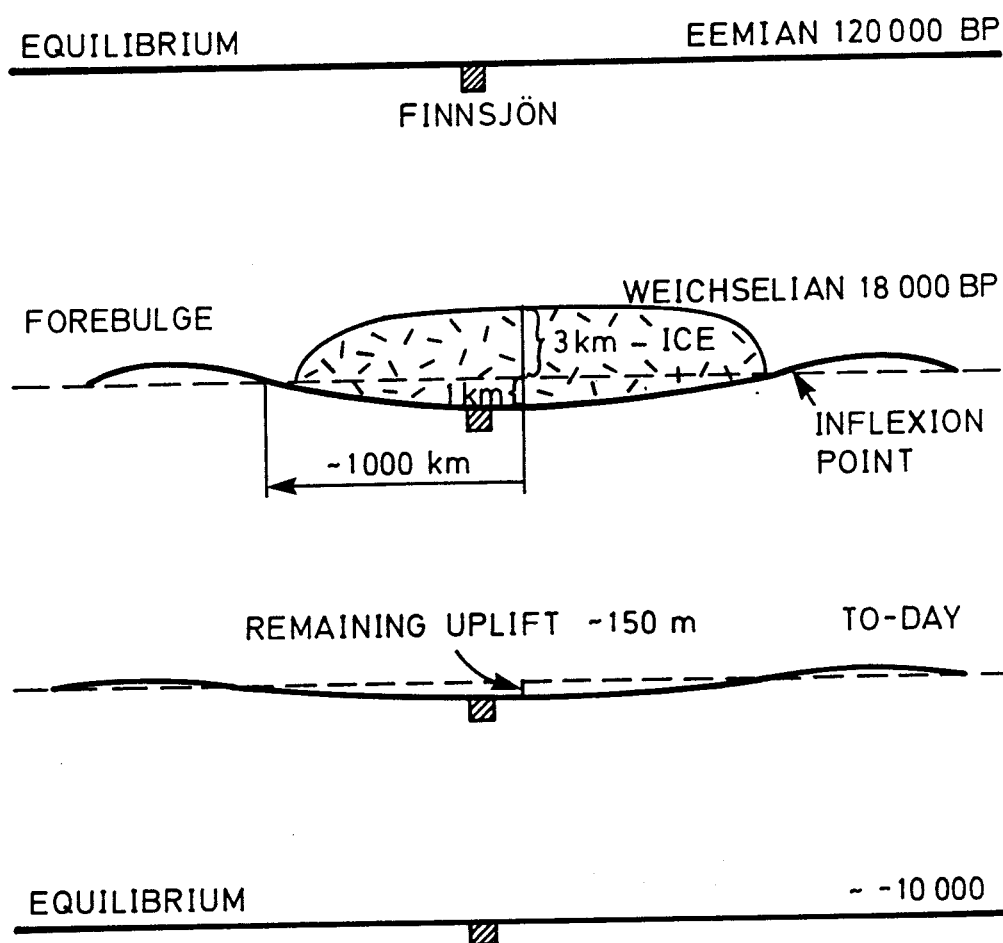 EQUILIBRIUM
EEMIAN 120 000 BP
FINNSJÖN
WEICHSELIAN 18 000 BP
FOREBULGE
3 km – ICE
1 km
INFLEXION
POINT
~1000 km
REMAINING UPLIFT ~150 m
TO-DAY
EQUILIBRIUM
~ -10 000